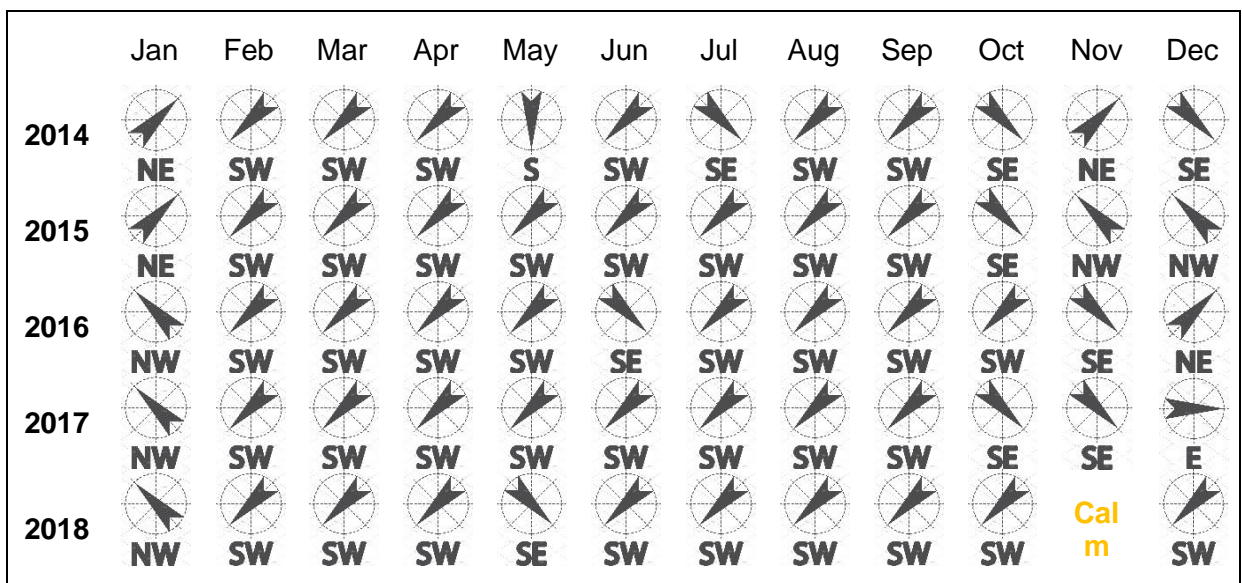 Jan Feb Mar Apr May Jun Jul Aug Sep Oct Nov Dec
2014
NE SW SW SW S SW SE SW SW SE NE SE
2015
NE SW SW SW SW SW SW SW SW SE NW NW
2016
NW SW SW SW SW SE SW SW SW SW SE NE
2017
NW SW SW SW SW SW SW SW SW SE SE E
2018
Cal
m
NW SW SW SW SE SW SW SW SW SW SW